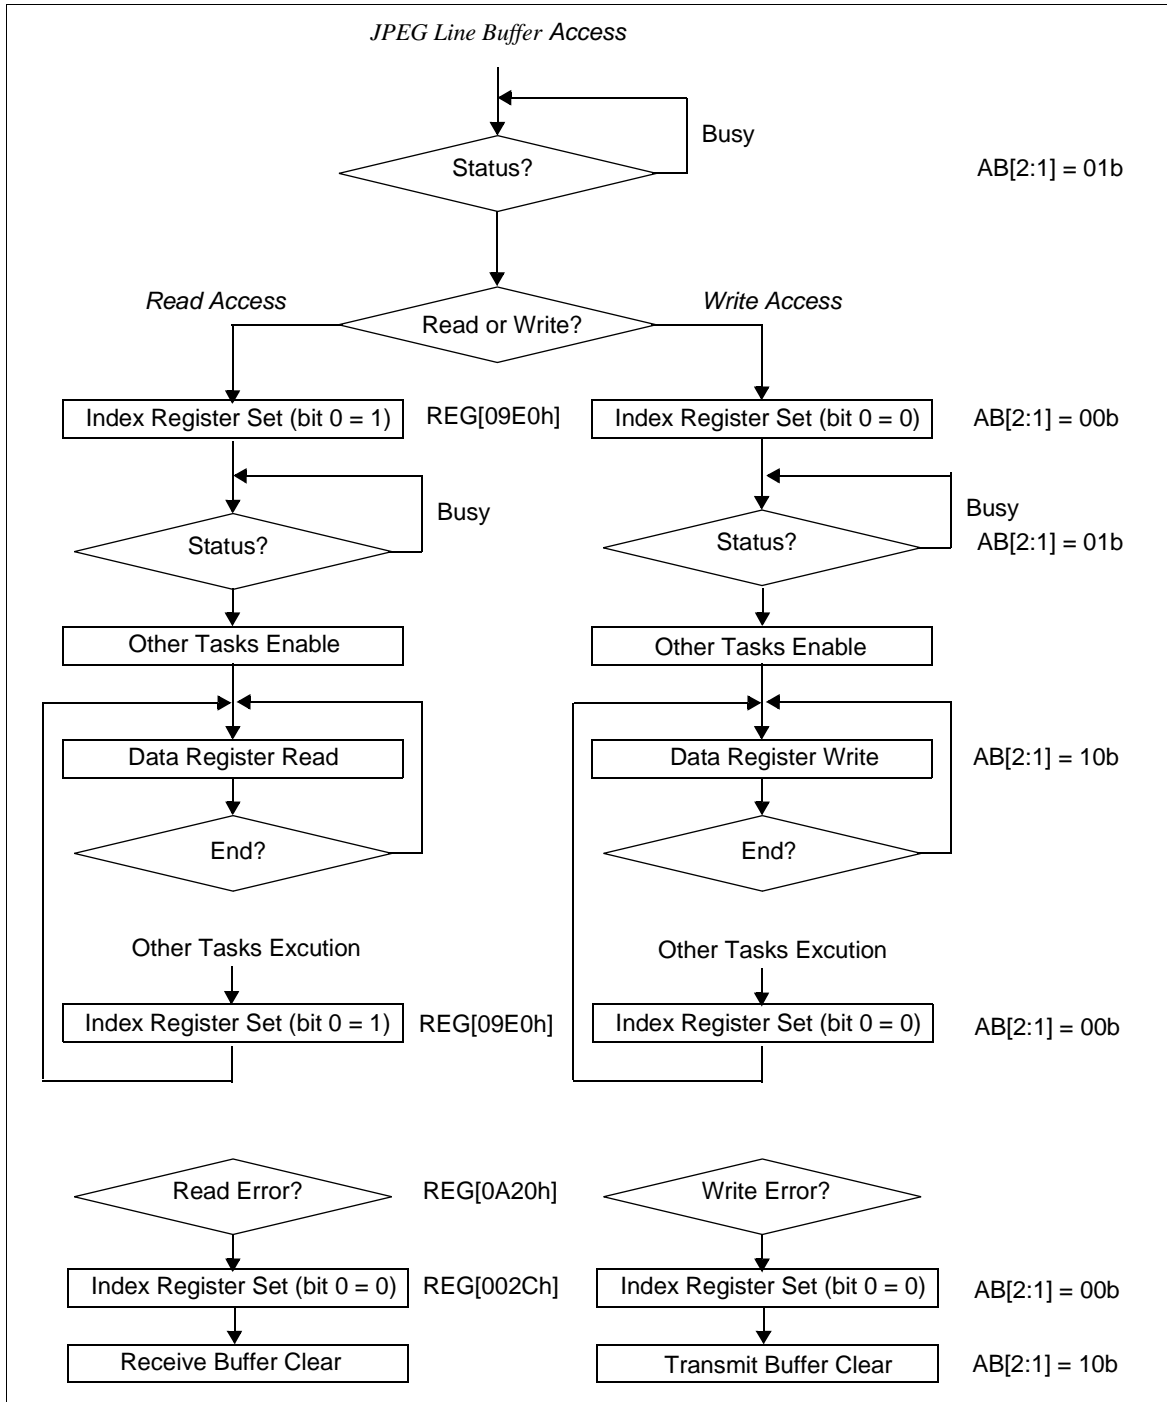 JPEG Line Buffer Access
Busy
Status?
AB[2:1] = 01b
Read Access
Write Access
Read or Write?
Index Register Set (bit 0 = 1)
REG[09E0h]
Index Register Set (bit 0 = 0)
AB[2:1] = 00b
Busy
Busy
Status?
Status?
AB[2:1] = 01b
Other Tasks Enable
Other Tasks Enable
Data Register Read
Data Register Write
AB[2:1] = 10b
End?
End?
Other Tasks Excution
Other Tasks Excution
Index Register Set (bit 0 = 1)
REG[09E0h]
Index Register Set (bit 0 = 0)
AB[2:1] = 00b
Read Error?
REG[0A20h]
Write Error?
Index Register Set (bit 0 = 0)
REG[002Ch]
Index Register Set (bit 0 = 0)
AB[2:1] = 00b
Receive Buffer Clear
Transmit Buffer Clear
AB[2:1] = 10b